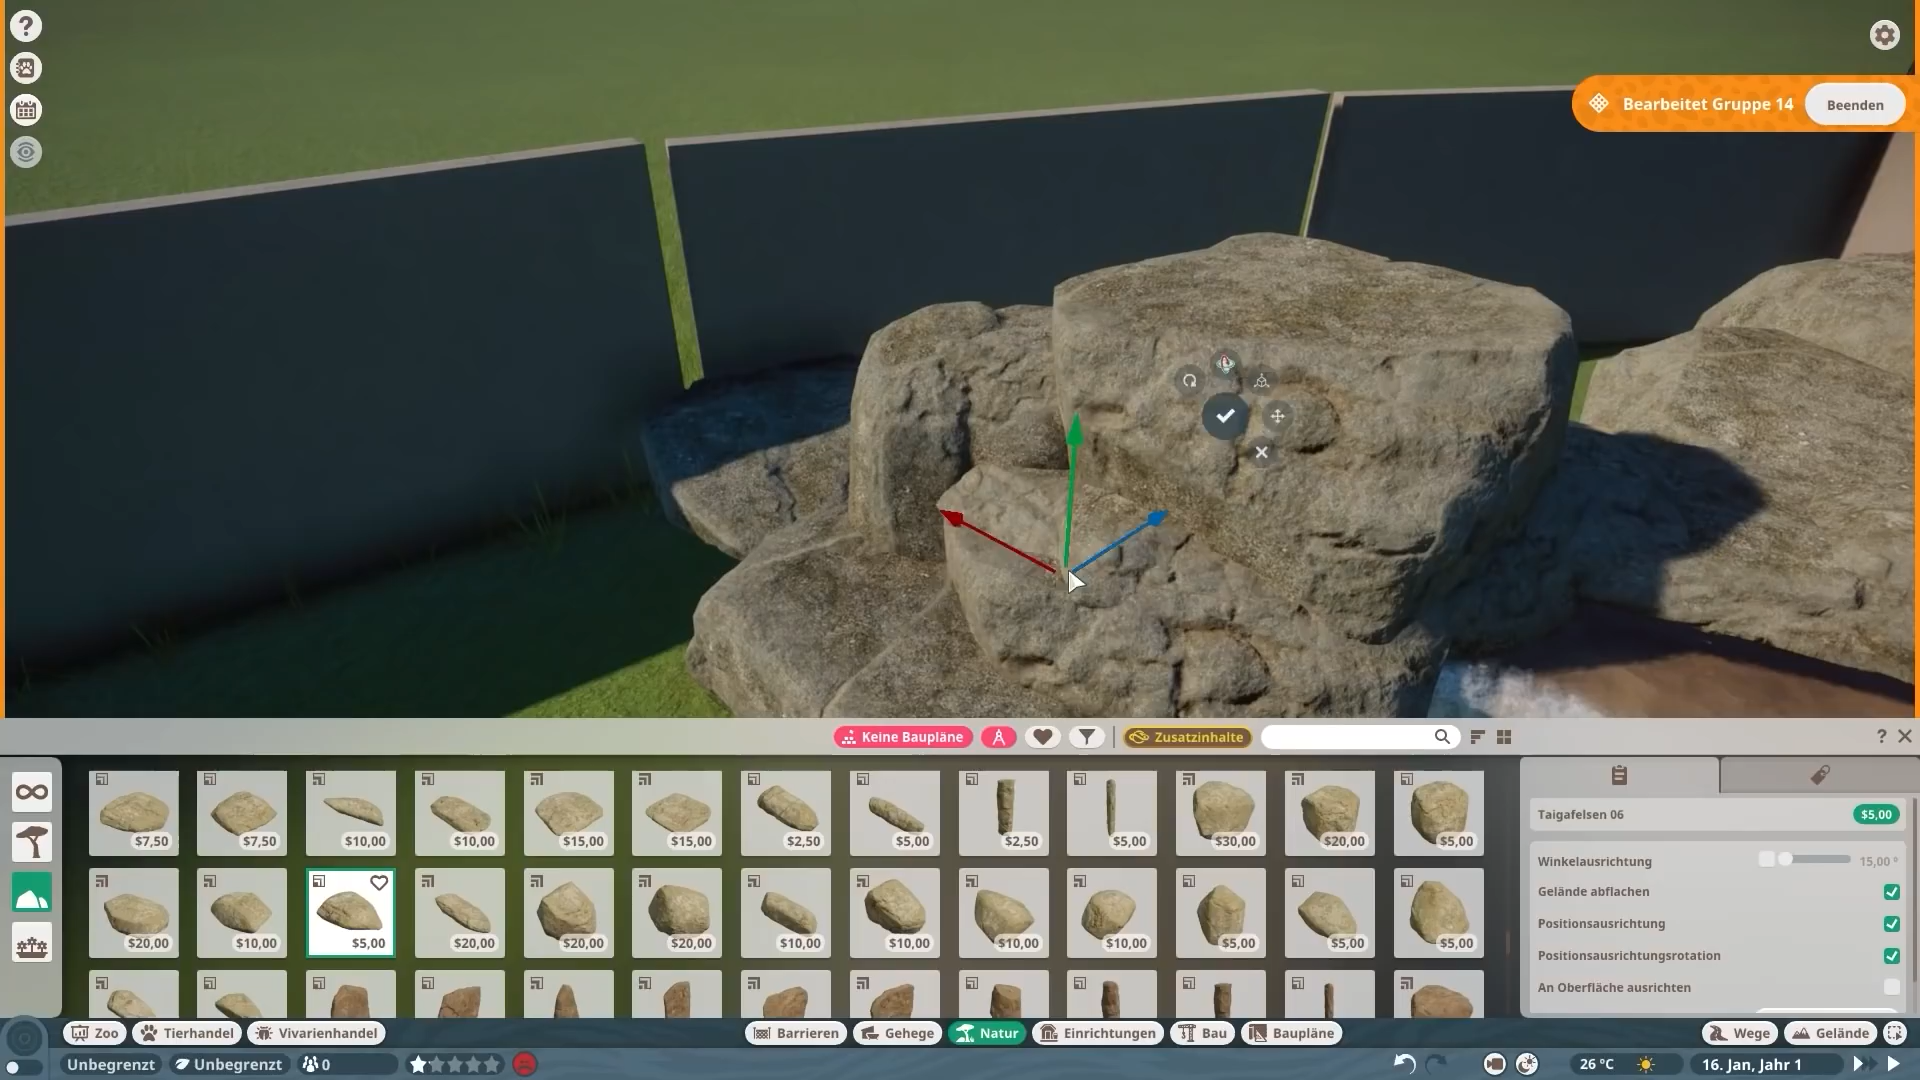 Bearbeitet Gruppe 14
Beenden
Keine Baupläne
Zusatzinhalte
$7,50 $7,50 $10,00 $10,00 $15,00 $15,00 $2,50 $5,00 $2,50 $5,00 $30,00 $20,00 $5,00
$20,00 $10,00 $5,00 $20,00 $20,00 $20,00 $10,00 $10,00 $10,00 $10,00 $5,00 $5,00 $5,00
Taigafelsen 06 $5,00
Winkelausrichtung 15,00 °
Gelände abflachen
Positionsausrichtung
Positionsausrichtungsrotation
An Oberfläche ausrichten
Zoo Tierhandel Vivarienhandel Barrieren Gehege Natur Einrichtungen Bau Baupläne Wege Gelände
Unbegrenzt Unbegrenzt 0 26 °C 16. Jan, Jahr 1